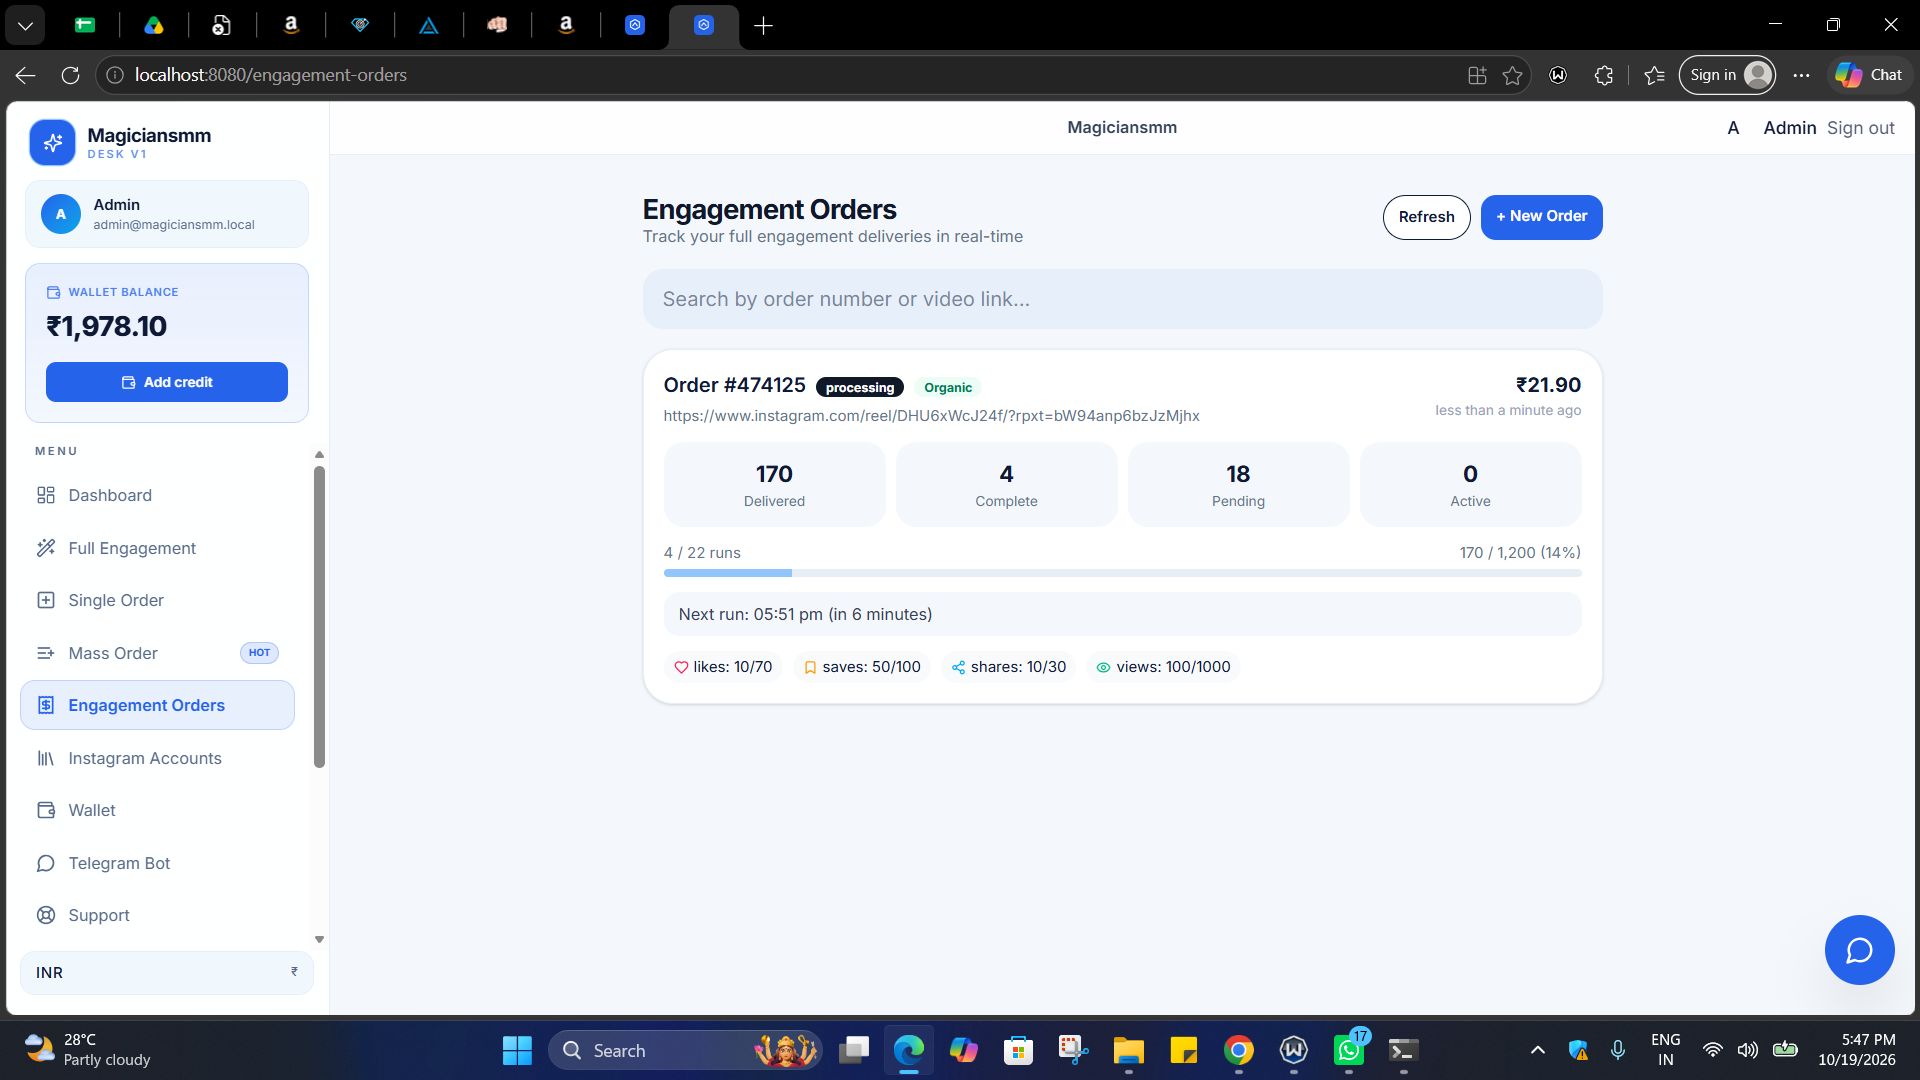 localhost:8080/engagement-orders
Sign in
Chat
Magiciansmm
DESK V1
A
Admin
admin@magiciansmm.local
WALLET BALANCE
₹1,978.10
Add credit
MENU
Dashboard
Full Engagement
Single Order
Mass Order
HOT
Engagement Orders
Instagram Accounts
Wallet
Telegram Bot
Support
INR
₹
Magiciansmm
A
Admin
Sign out
Engagement Orders
Track your full engagement deliveries in real-time
Refresh
+ New Order
Search by order number or video link...
Order #474125
processing
Organic
₹21.90
https://www.instagram.com/reel/DHU6xWcJ24f/?rpxt=bW94anp6bzJzMjhx
less than a minute ago
170
Delivered
4
Complete
18
Pending
0
Active
4 / 22 runs
170 / 1,200 (14%)
Next run: 05:51 pm (in 6 minutes)
likes: 10/70
saves: 50/100
shares: 10/30
views: 100/1000
28°C
Partly cloudy
Search
17
ENG
IN
5:47 PM
10/19/2026